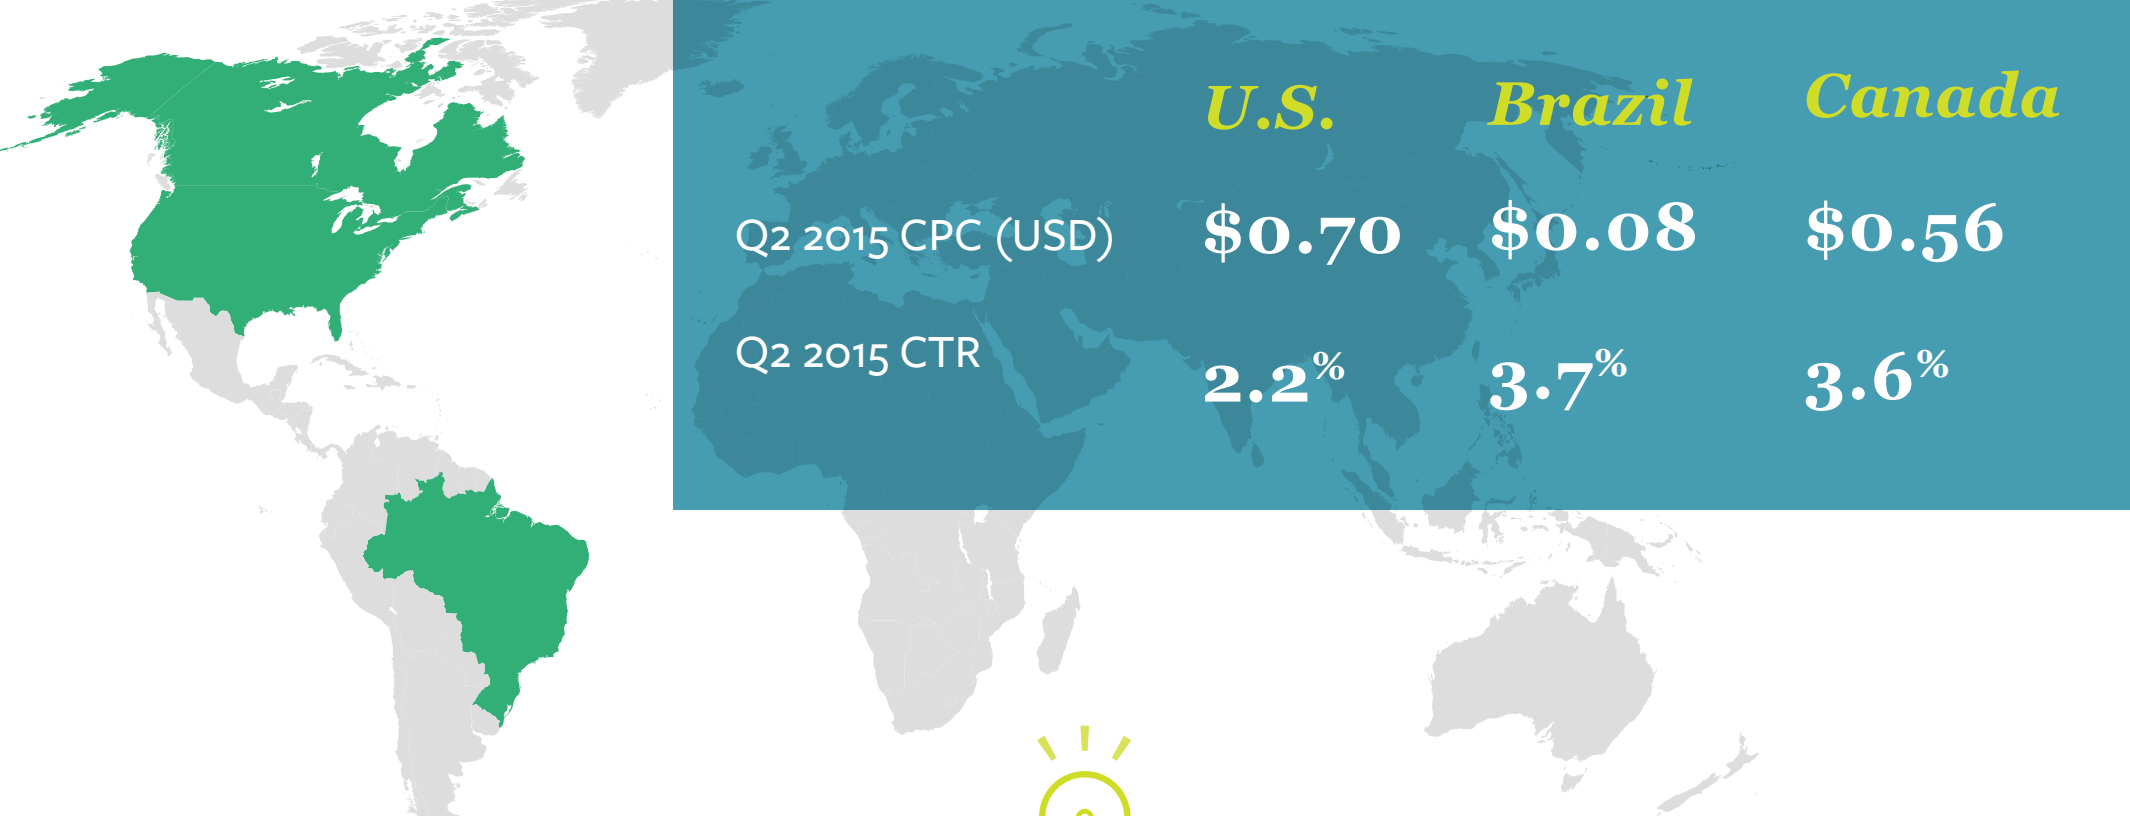 U.S. Brazil Canada
Q2 2015 CPC (USD) $0.70 $0.08 $0.56
Q2 2015 CTR 2.2% 3.7% 3.6%